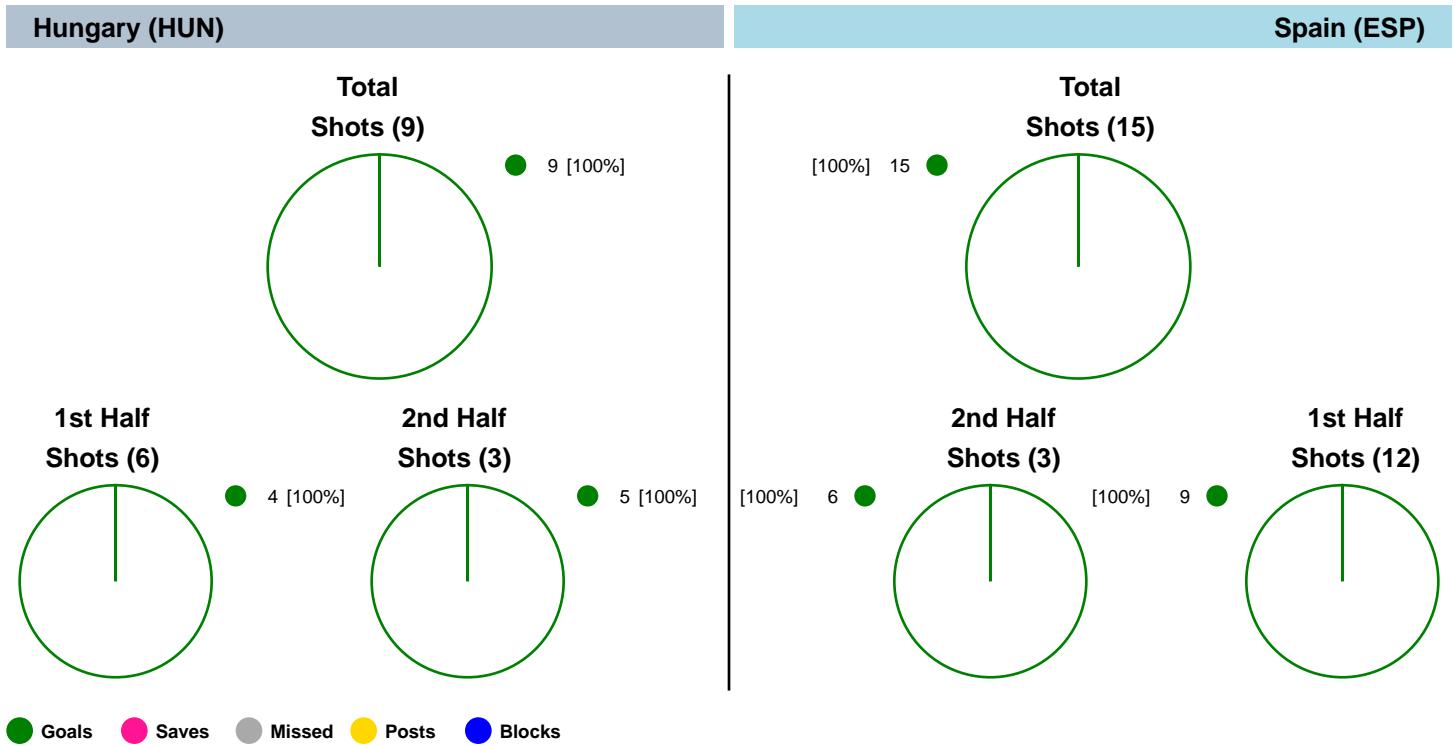 Hungary (HUN)
Spain (ESP)
Total
Shots (9)
9 [100%]
Total
Shots (15)
[100%] 15
1st Half
Shots (6)
4 [100%]
2nd Half
Shots (3)
5 [100%]
2nd Half
Shots (3)
[100%] 6
1st Half
Shots (12)
[100%] 9
Goals Saves Missed Posts Blocks